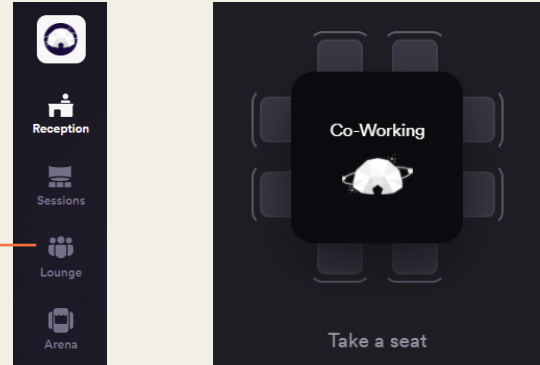 Reception
Sessions
Lounge
Arena
Co-Working
Take a seat